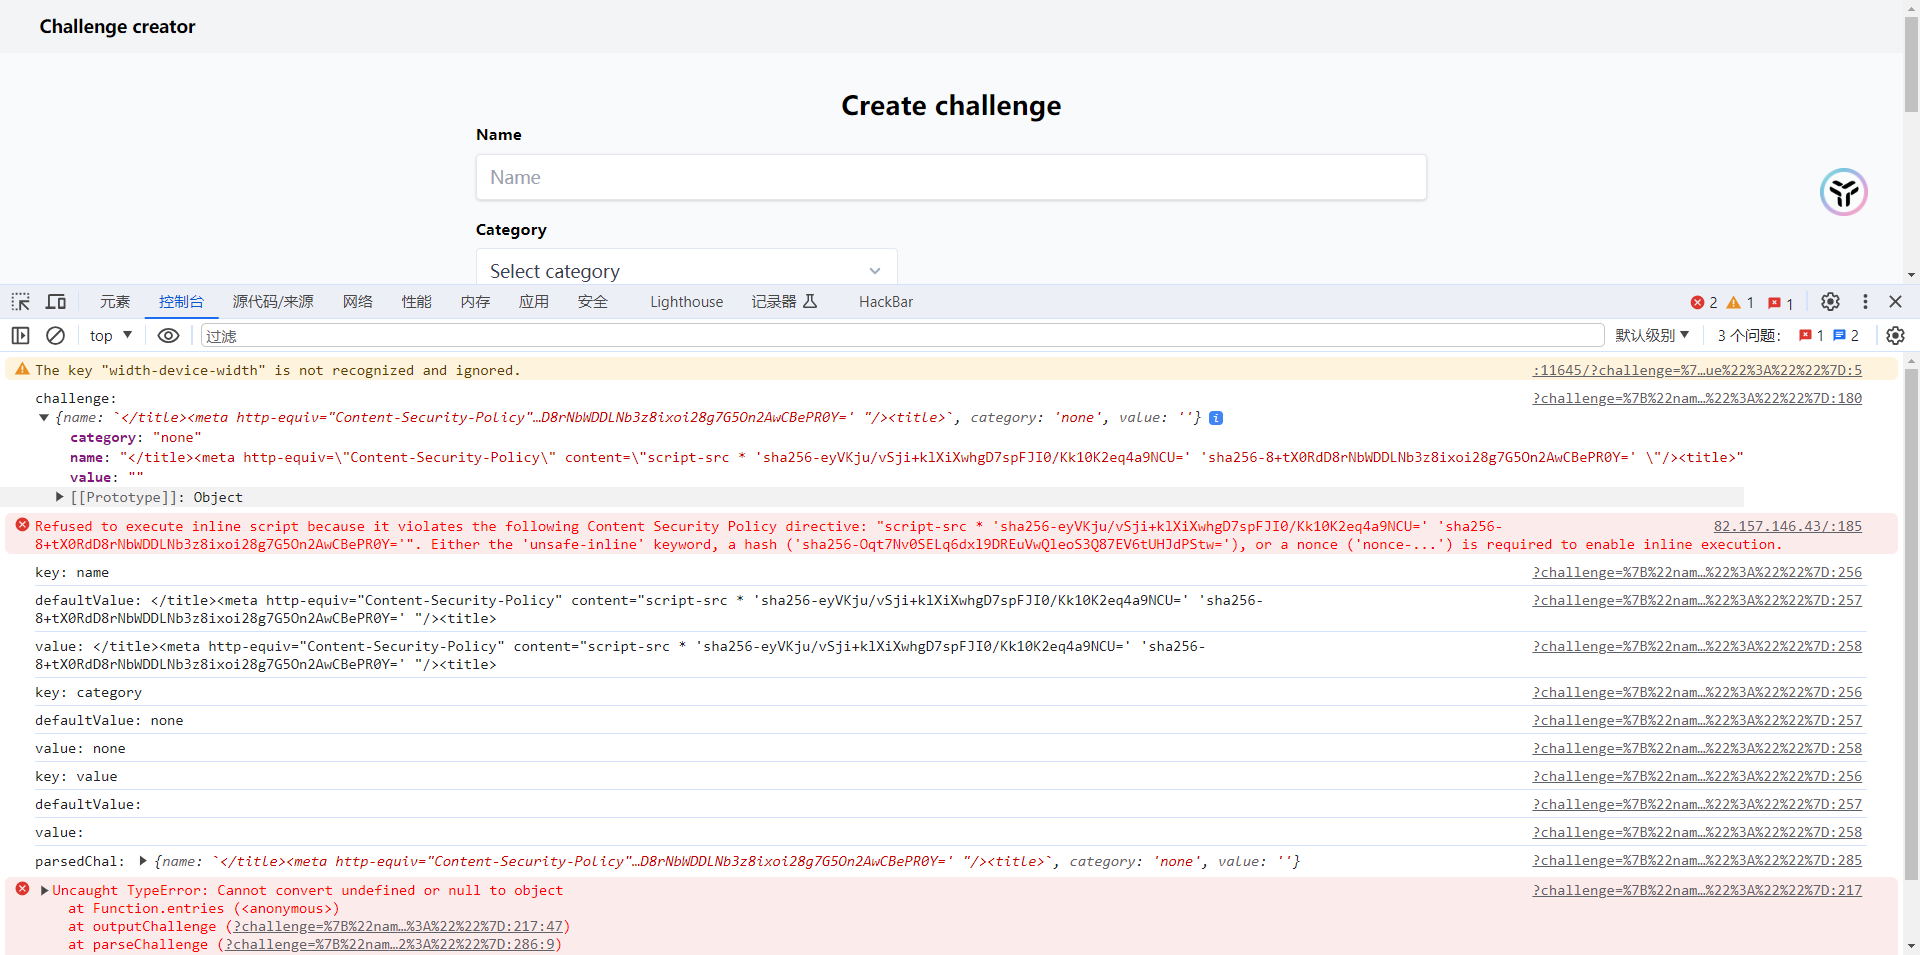 Challenge creator
Create challenge
Name
Name
Category
Select category
元素 控制台 源代码/来源 网络 性能 内存 应用 安全 Lighthouse 记录器 HackBar 2 1 1
top 过滤 默认级别 3 个问题: 1 2
The key "width-device-width" is not recognized and ignored. :11645/?challenge=%7…ue%22%3A%22%22%7D:5
challenge: ?challenge=%7B%22nam…%22%3A%22%22%7D:180
{name: `</title><meta http-equiv="Content-Security-Policy"…D8rNbWDDLNb3z8ixoi28g7G5On2AwCBePR0Y=' "/><title>`, category: 'none', value: ''}
category: "none"
name: "</title><meta http-equiv=\"Content-Security-Policy\" content=\"script-src * 'sha256-eyVKju/vSji+klXiXwhgD7spFJI0/Kk10K2eq4a9NCU=' 'sha256-8+tX0RdD8rNbWDDLNb3z8ixoi28g7G5On2AwCBePR0Y=' \"/><title>"
value: ""
[[Prototype]]: Object
Refused to execute inline script because it violates the following Content Security Policy directive: "script-src * 'sha256-eyVKju/vSji+klXiXwhgD7spFJI0/Kk10K2eq4a9NCU=' 'sha256- 82.157.146.43/:185
8+tX0RdD8rNbWDDLNb3z8ixoi28g7G5On2AwCBePR0Y='". Either the 'unsafe-inline' keyword, a hash ('sha256-Oqt7Nv0SELq6dxl9DREuVwQleoS3Q87EV6tUHJdPStw='), or a nonce ('nonce-...') is required to enable inline execution.
key: name ?challenge=%7B%22nam…%22%3A%22%22%7D:256
defaultValue: </title><meta http-equiv="Content-Security-Policy" content="script-src * 'sha256-eyVKju/vSji+klXiXwhgD7spFJI0/Kk10K2eq4a9NCU=' 'sha256- ?challenge=%7B%22nam…%22%3A%22%22%7D:257
8+tX0RdD8rNbWDDLNb3z8ixoi28g7G5On2AwCBePR0Y=' "/><title>
value: </title><meta http-equiv="Content-Security-Policy" content="script-src * 'sha256-eyVKju/vSji+klXiXwhgD7spFJI0/Kk10K2eq4a9NCU=' 'sha256- ?challenge=%7B%22nam…%22%3A%22%22%7D:258
8+tX0RdD8rNbWDDLNb3z8ixoi28g7G5On2AwCBePR0Y=' "/><title>
key: category ?challenge=%7B%22nam…%22%3A%22%22%7D:256
defaultValue: none ?challenge=%7B%22nam…%22%3A%22%22%7D:257
value: none ?challenge=%7B%22nam…%22%3A%22%22%7D:258
key: value ?challenge=%7B%22nam…%22%3A%22%22%7D:256
defaultValue: ?challenge=%7B%22nam…%22%3A%22%22%7D:257
value: ?challenge=%7B%22nam…%22%3A%22%22%7D:258
parsedChal: {name: `</title><meta http-equiv="Content-Security-Policy"…D8rNbWDDLNb3z8ixoi28g7G5On2AwCBePR0Y=' "/><title>`, category: 'none', value: ''} ?challenge=%7B%22nam…%22%3A%22%22%7D:285
Uncaught TypeError: Cannot convert undefined or null to object ?challenge=%7B%22nam…%22%3A%22%22%7D:217
at Function.entries (<anonymous>)
at outputChallenge (?challenge=%7B%22nam…%3A%22%22%7D:217:47)
at parseChallenge (?challenge=%7B%22nam…2%3A%22%22%7D:286:9)